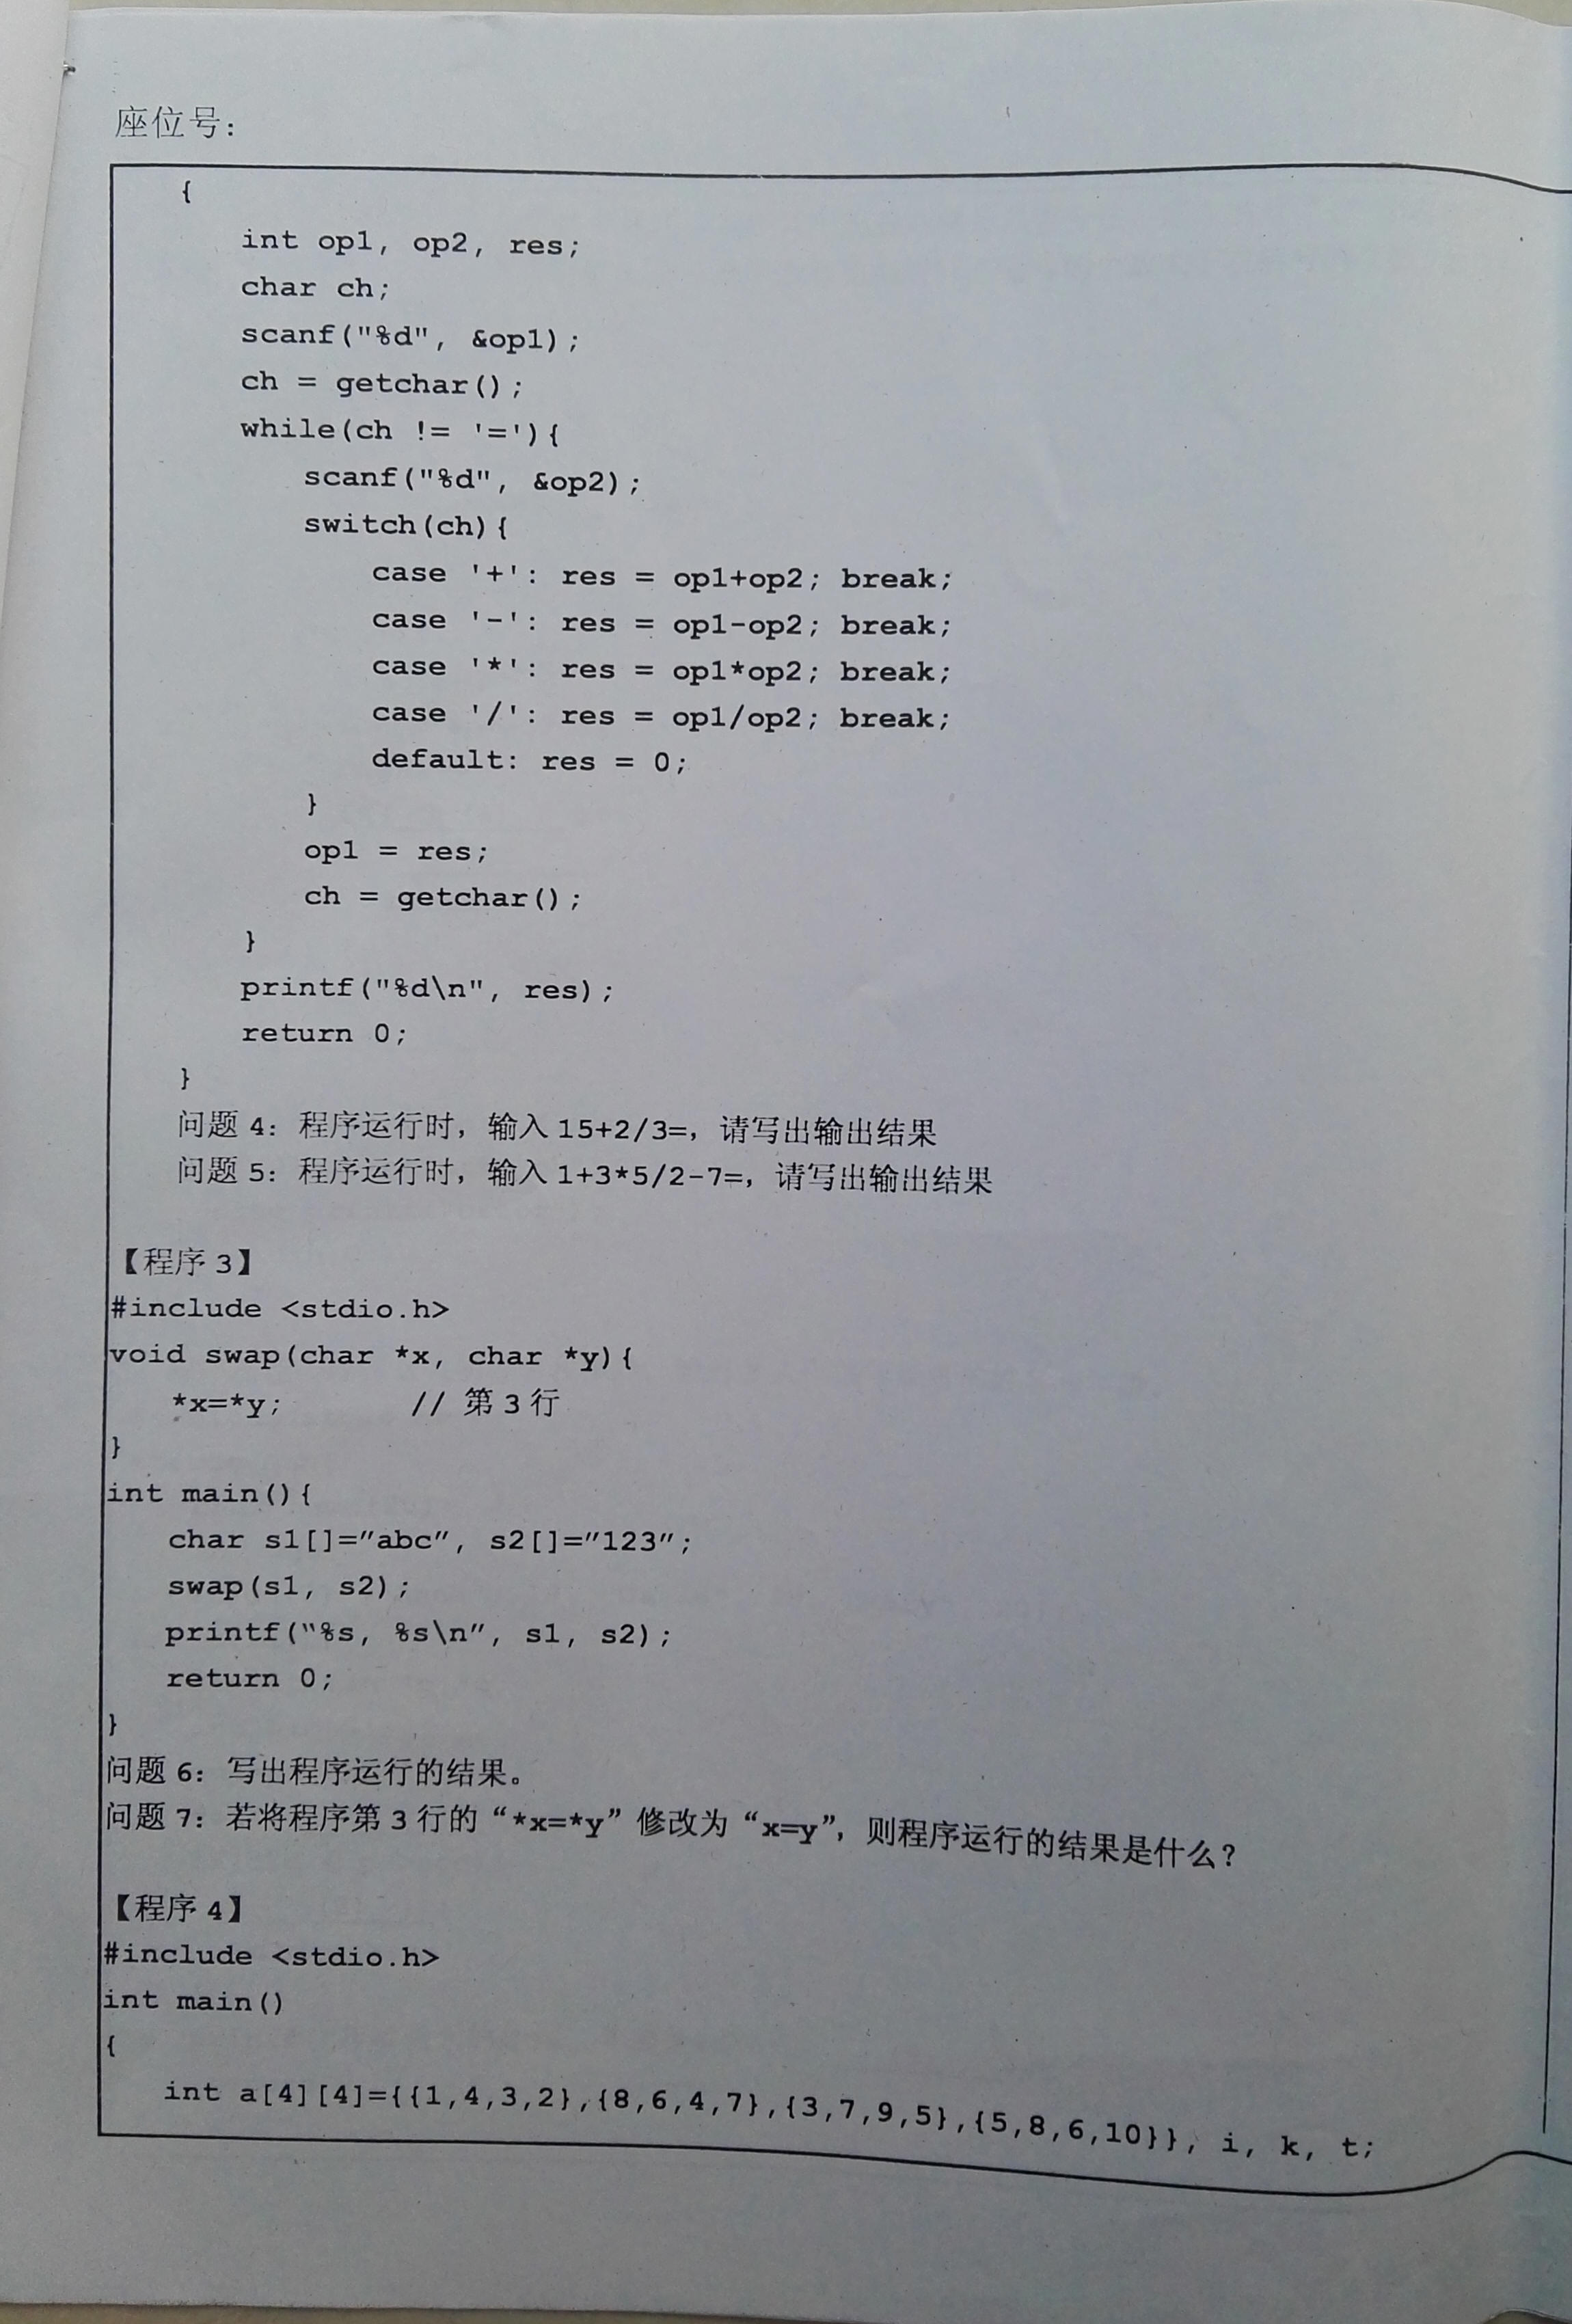 座位号:
{
int op1, op2, res;
char ch;
scanf("%d", &op1);
ch = getchar();
while(ch != '='){
scanf("%d", &op2);
switch(ch){
case '+': res = op1+op2; break;
case '-': res = op1-op2; break;
case '*': res = op1*op2; break;
case '/': res = op1/op2; break;
default: res = 0;
}
op1 = res;
ch = getchar();
}
printf("%d\n", res);
return 0;
}
问题 4：程序运行时，输入 15+2/3=，请写出输出结果
问题 5：程序运行时，输入 1+3*5/2-7=，请写出输出结果
【程序 3】
#include <stdio.h>
void swap(char *x, char *y){
*x=*y; // 第 3 行
}
int main(){
char s1[]="abc", s2[]="123";
swap(s1, s2);
printf("%s, %s\n", s1, s2);
return 0;
}
问题 6：写出程序运行的结果。
问题 7：若将程序第 3 行的“*x=*y”修改为“x=y”，则程序运行的结果是什么？
【程序 4】
#include <stdio.h>
int main()
{
int a[4][4]={{1,4,3,2},{8,6,4,7},{3,7,9,5},{5,8,6,10}}, i, k, t;